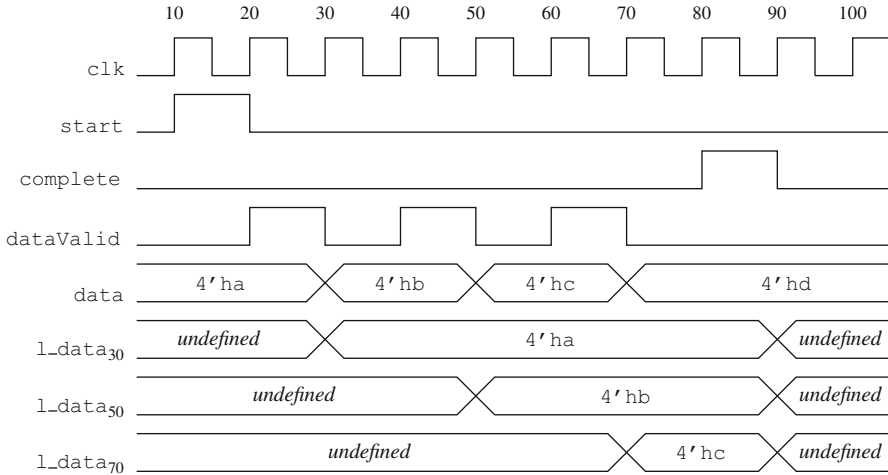 10 20 30 40 50 60 70 80 90 100
clk
start
complete
dataValid
data 4'ha 4'hb 4'hc 4'hd
l_data30 undefined 4'ha undefined
l_data50 undefined 4'hb undefined
l_data70 undefined 4'hc undefined